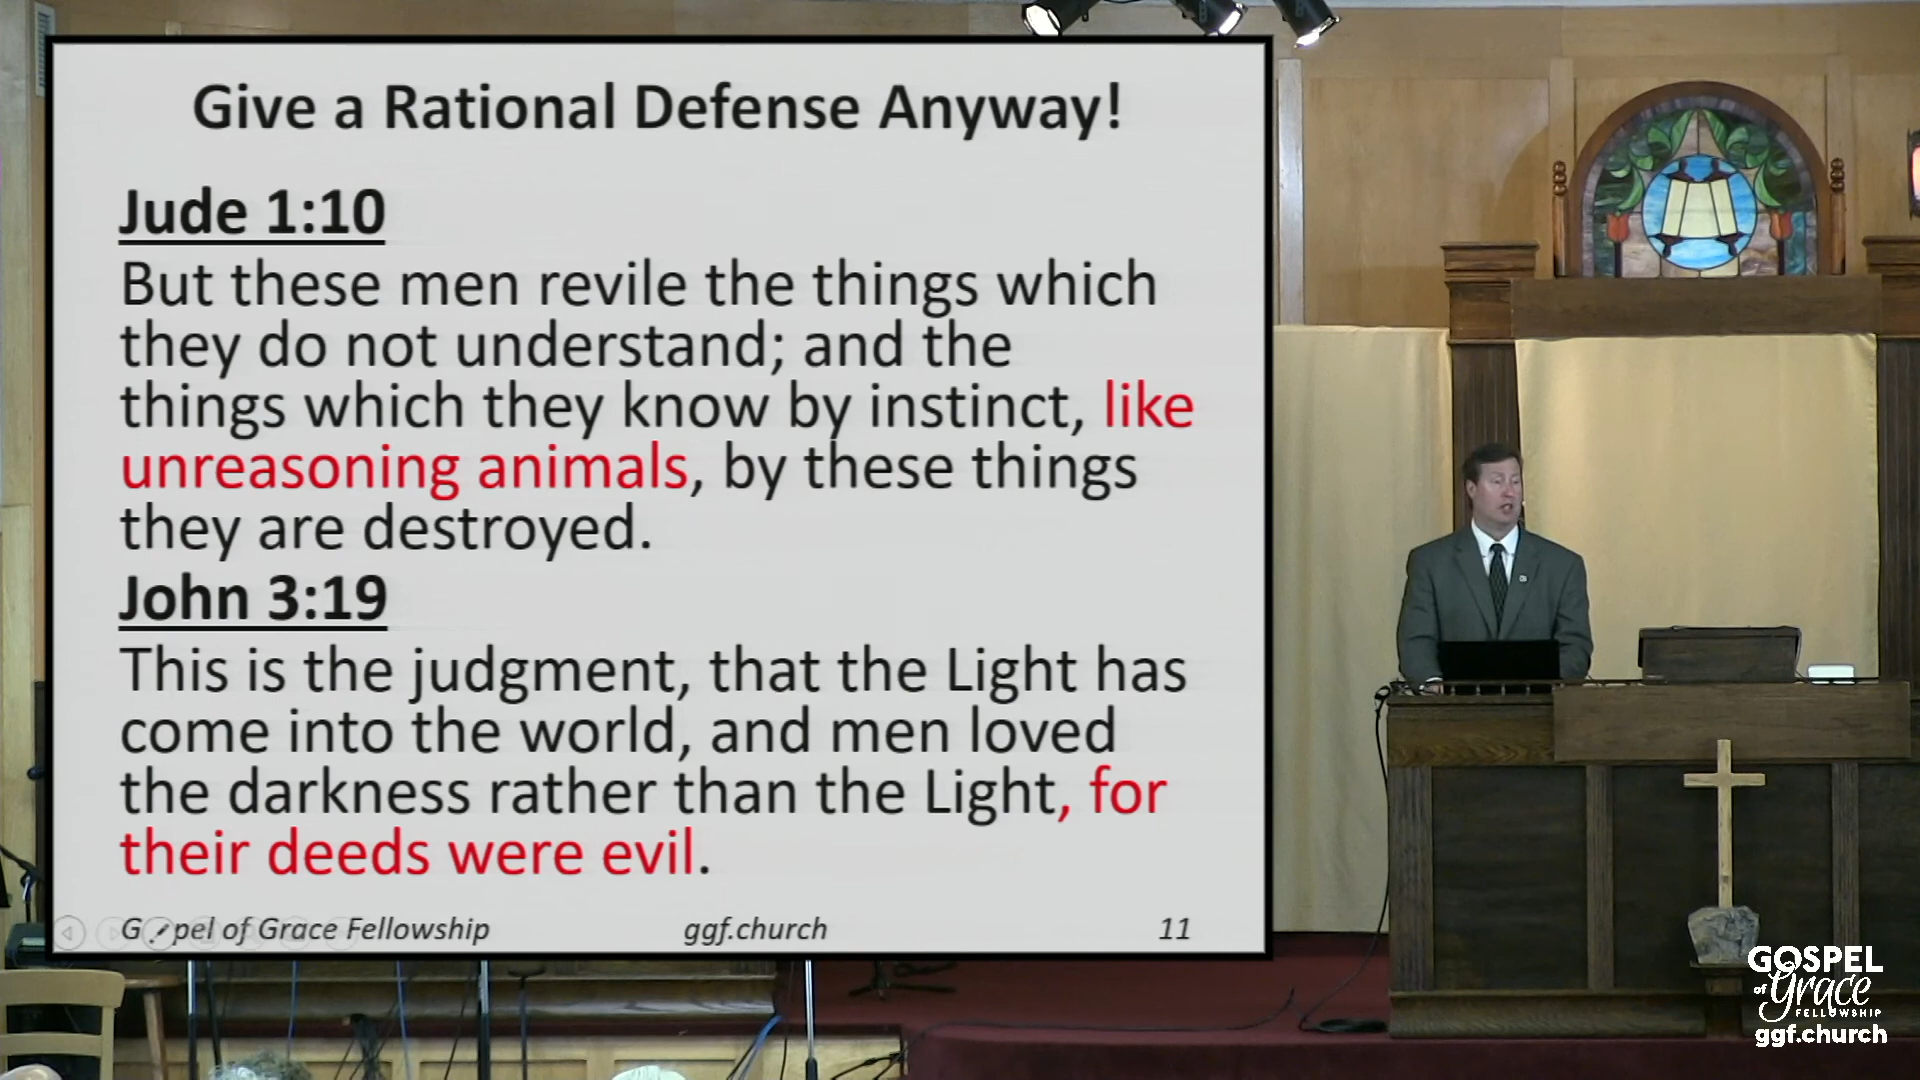 Give a Rational Defense Anyway!
Jude 1:10
But these men revile the things which
they do not understand; and the
things which they know by instinct, like
unreasoning animals, by these things
they are destroyed.
John 3:19
This is the judgment, that the Light has
come into the world, and men loved
the darkness rather than the Light, for
their deeds were evil.
Gospel of Grace Fellowship ggf.church 11
GOSPEL
of Grace
FELLOWSHIP
ggf.church